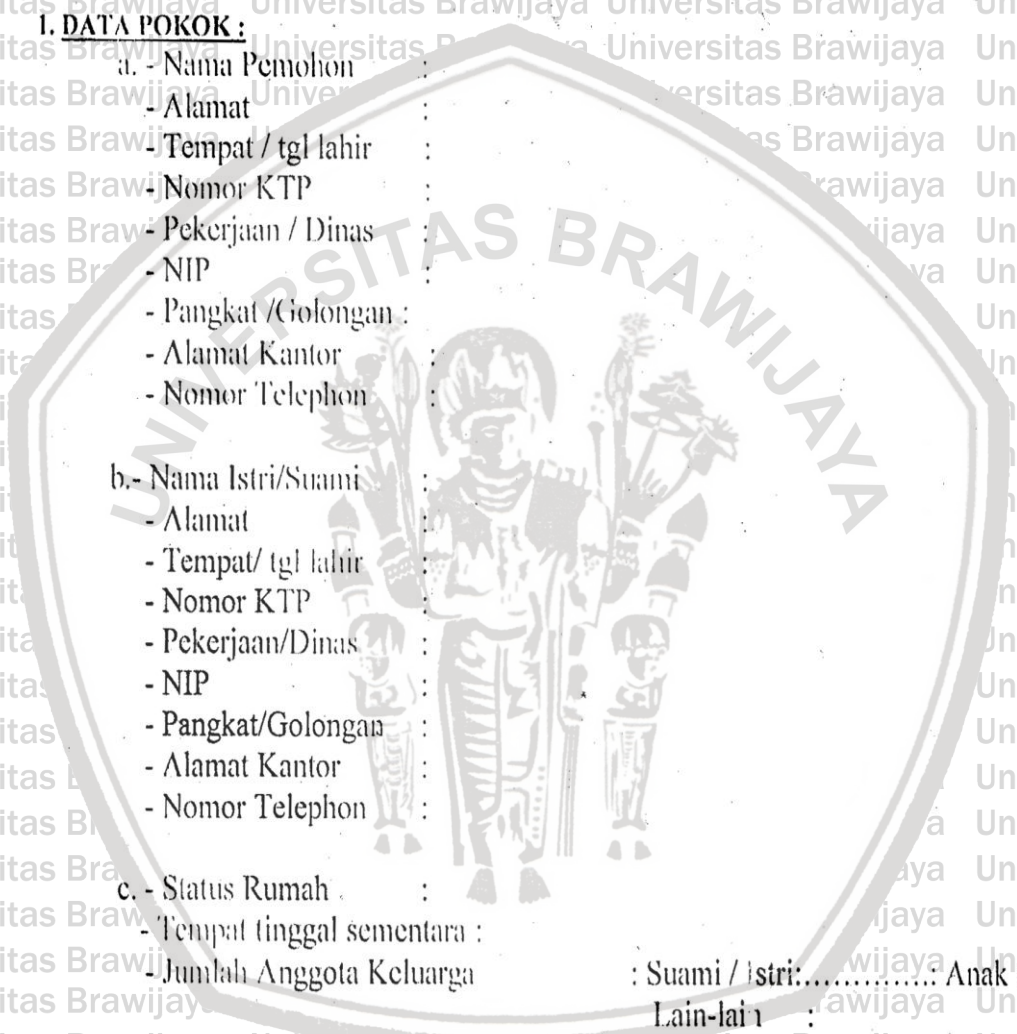 I. DATA POKOK :
a. - Nama Pemohon :
- Alamat :
- Tempat / tgl lahir :
- Nomor KTP :
- Pekerjaan / Dinas :
- NIP :
- Pangkat /Golongan :
- Alamat Kantor :
- Nomor Telephon :
b.- Nama Istri/Suami :
- Alamat :
- Tempat/ tgl lahir :
- Nomor KTP :
- Pekerjaan/Dinas :
- NIP :
- Pangkat/Golongan :
- Alamat Kantor :
- Nomor Telephon :
c. - Status Rumah :
- Tempat tinggal sementara :
- Jumlah Anggota Keluarga : Suami / Istri:..............: Anak
Lain-lain :
UNIVERSITAS BRAWIJAYA